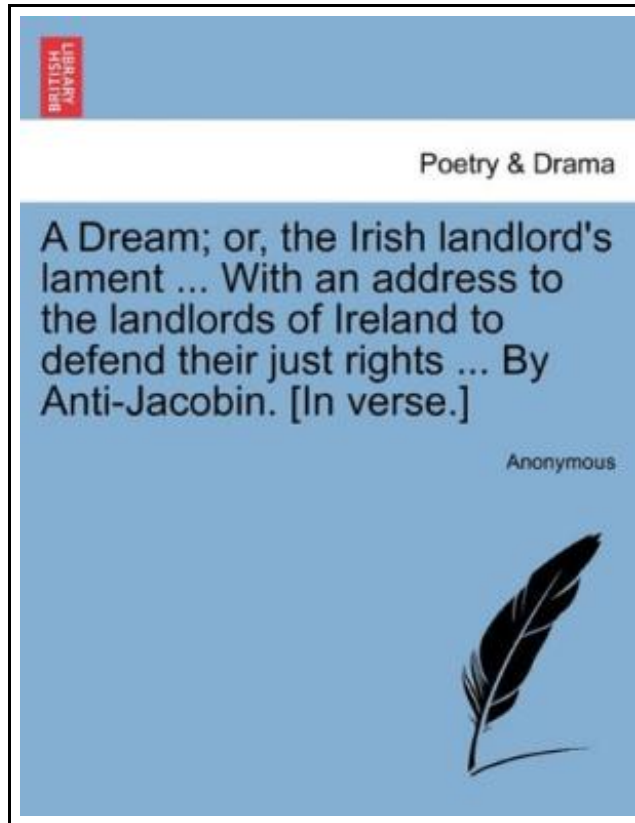 BRITISH
LIBRARY
Poetry & Drama
A Dream; or, the Irish landlord's
lament ... With an address to
the landlords of Ireland to
defend their just rights ... By
Anti-Jacobin. [In verse.]
Anonymous